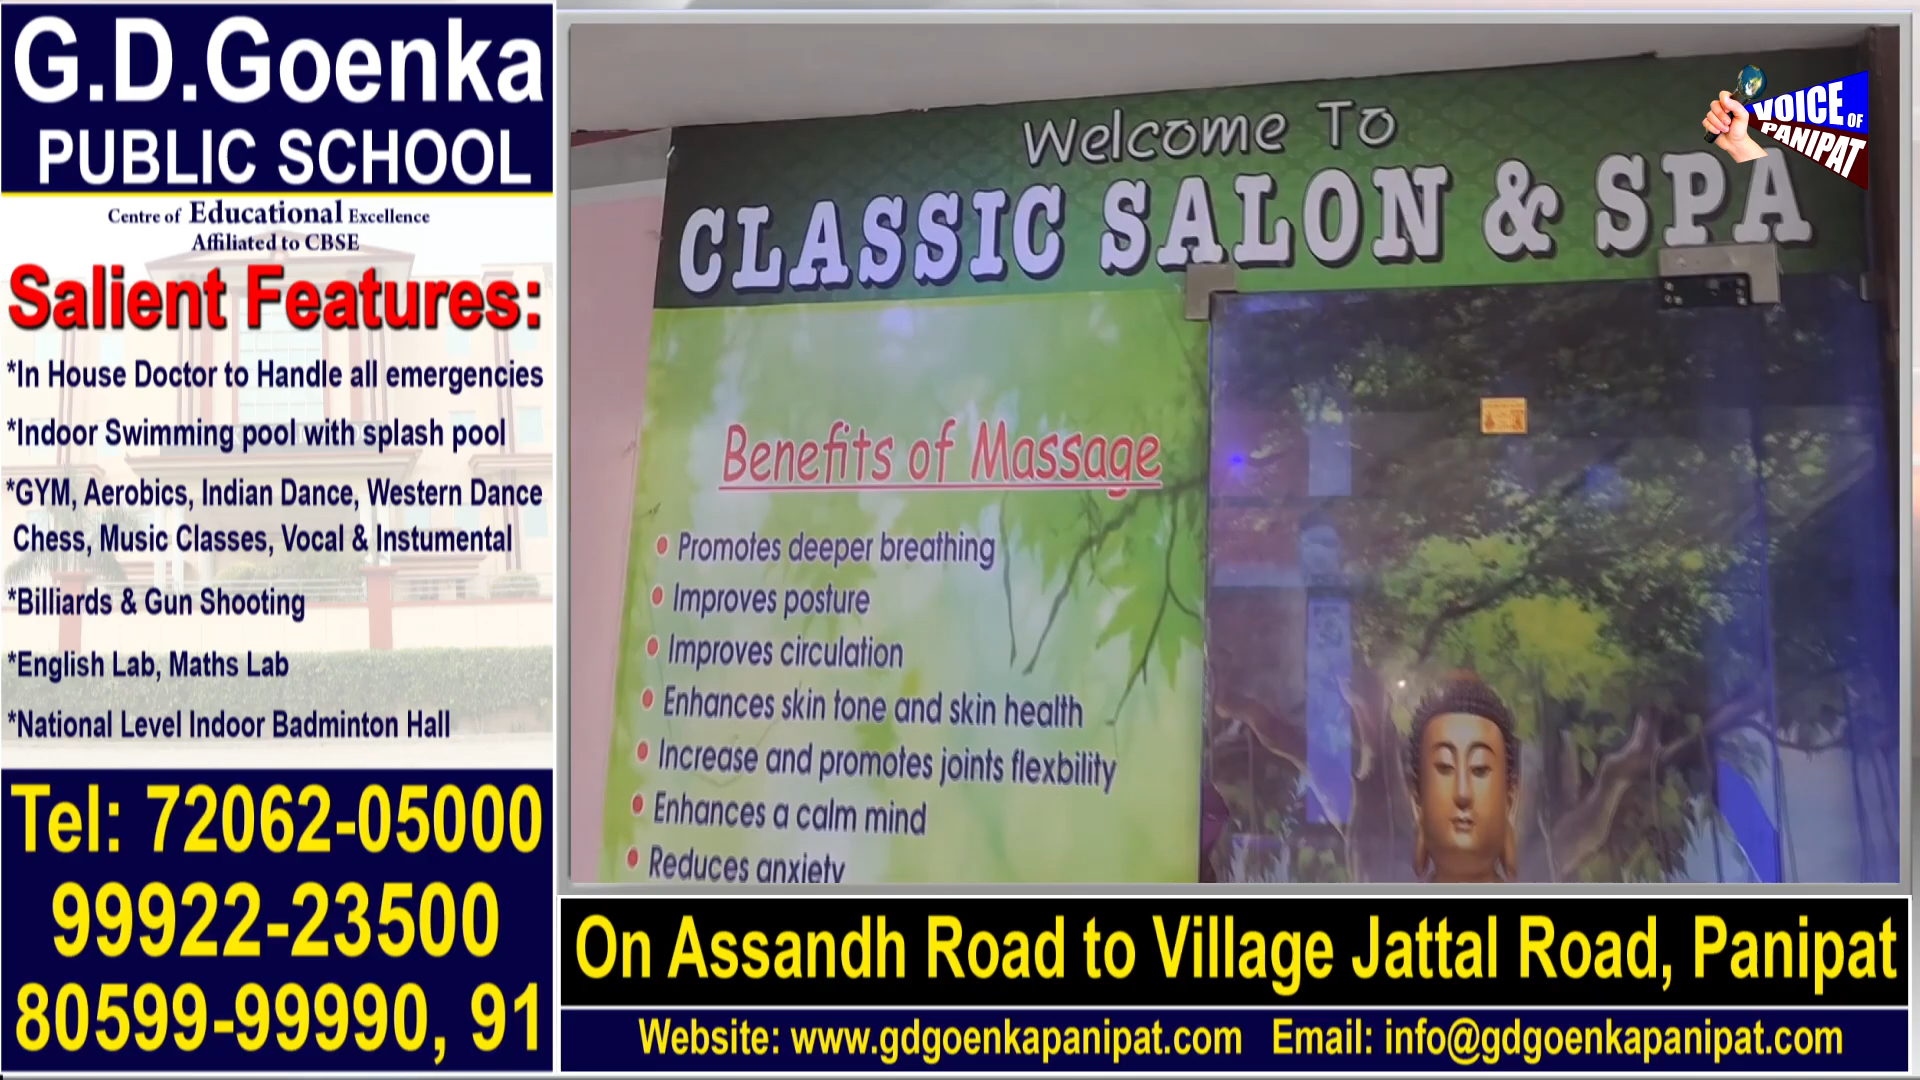 G.D.Goenka
PUBLIC SCHOOL
Centre of Educational Excellence
Affiliated to CBSE
Salient Features:
*In House Doctor to Handle all emergencies
*Indoor Swimming pool with splash pool
*GYM, Aerobics, Indian Dance, Western Dance
Chess, Music Classes, Vocal & Instumental
*Billiards & Gun Shooting
*English Lab, Maths Lab
*National Level Indoor Badminton Hall
Tel: 72062-05000
99922-23500
80599-99990, 91
VOICE OF
PANIPAT
Welcome To
CLASSIC SALON & SPA
Benefits of Massage
• Promotes deeper breathing
• Improves posture
• Improves circulation
• Enhances skin tone and skin health
• Increase and promotes joints flexbility
• Enhances a calm mind
• Reduces anxiety
On Assandh Road to Village Jattal Road, Panipat
Website: www.gdgoenkapanipat.com Email: info@gdgoenkapanipat.com